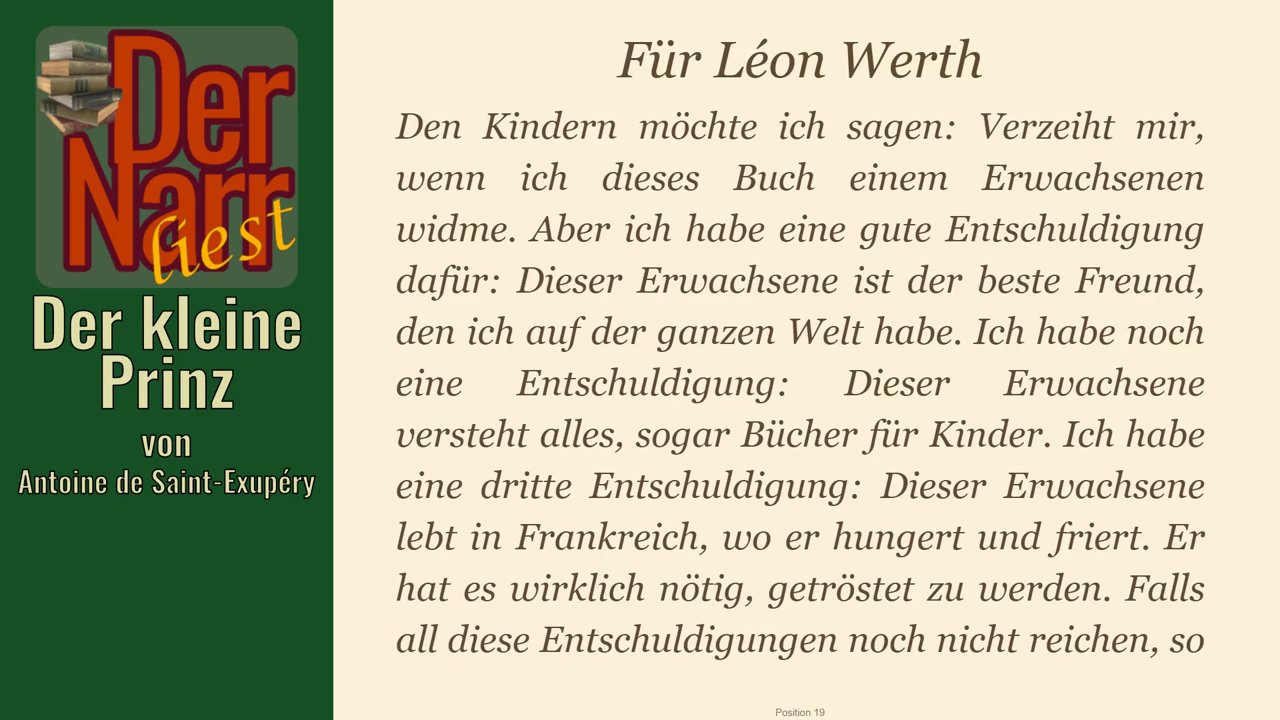 Der
Narr
liest
Der kleine
Prinz
von
Antoine de Saint-Exupéry
Für Léon Werth
Den Kindern möchte ich sagen: Verzeiht mir,
wenn ich dieses Buch einem Erwachsenen
widme. Aber ich habe eine gute Entschuldigung
dafür: Dieser Erwachsene ist der beste Freund,
den ich auf der ganzen Welt habe. Ich habe noch
eine Entschuldigung: Dieser Erwachsene
versteht alles, sogar Bücher für Kinder. Ich habe
eine dritte Entschuldigung: Dieser Erwachsene
lebt in Frankreich, wo er hungert und friert. Er
hat es wirklich nötig, getröstet zu werden. Falls
all diese Entschuldigungen noch nicht reichen, so
Position 19